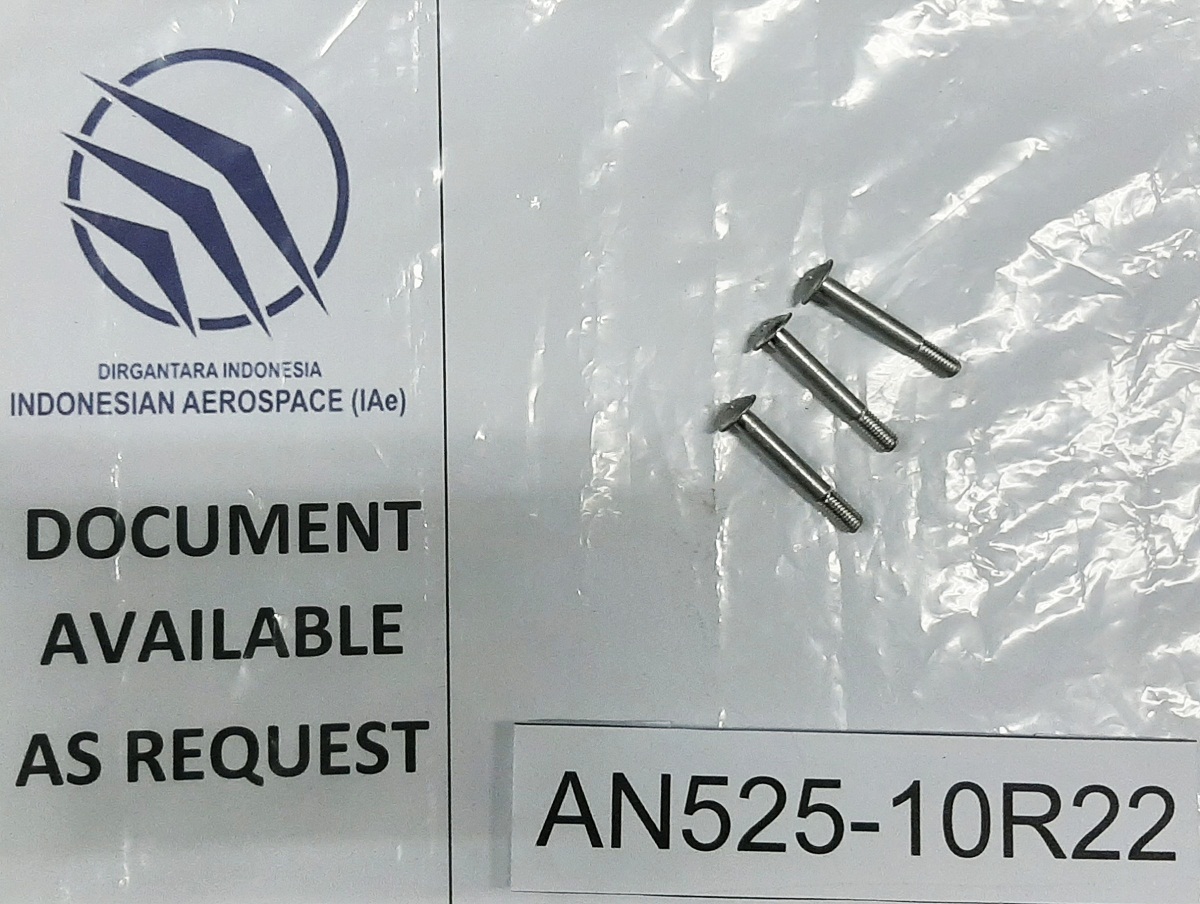 DIRGANTARA INDONESIA
INDONESIAN AEROSPACE (IAe)
DOCUMENT
AVAILABLE
AS REQUEST
AN525-10R22